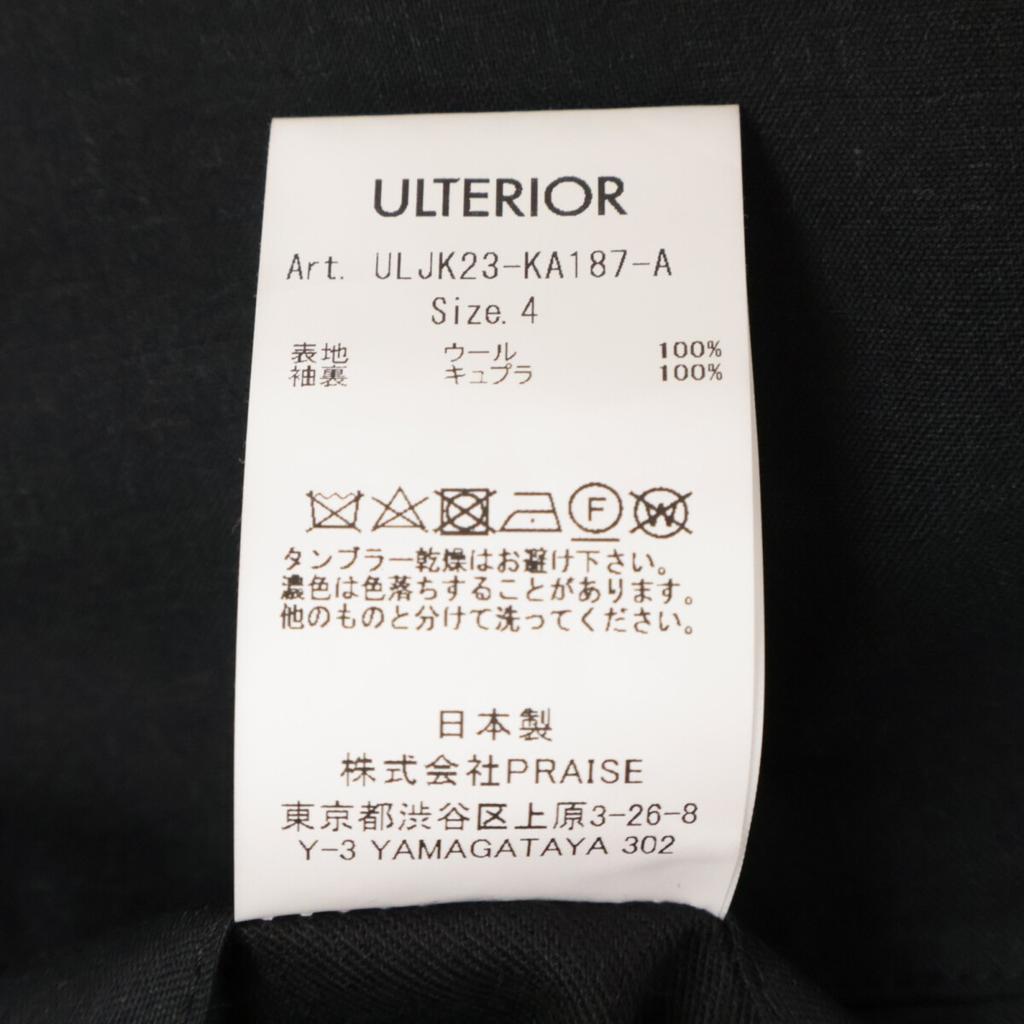 ULTERIOR
Art. ULJK23-KA187-A
Size. 4
表地 ウール 100%
袖裏 キュプラ 100%
F W
タンブラー乾燥はお避け下さい。
濃色は色落ちすることがあります。
他のものと分けて洗ってください。
日本製
株式会社PRAISE
東京都渋谷区上原3-26-8
Y-3 YAMAGATAYA 302